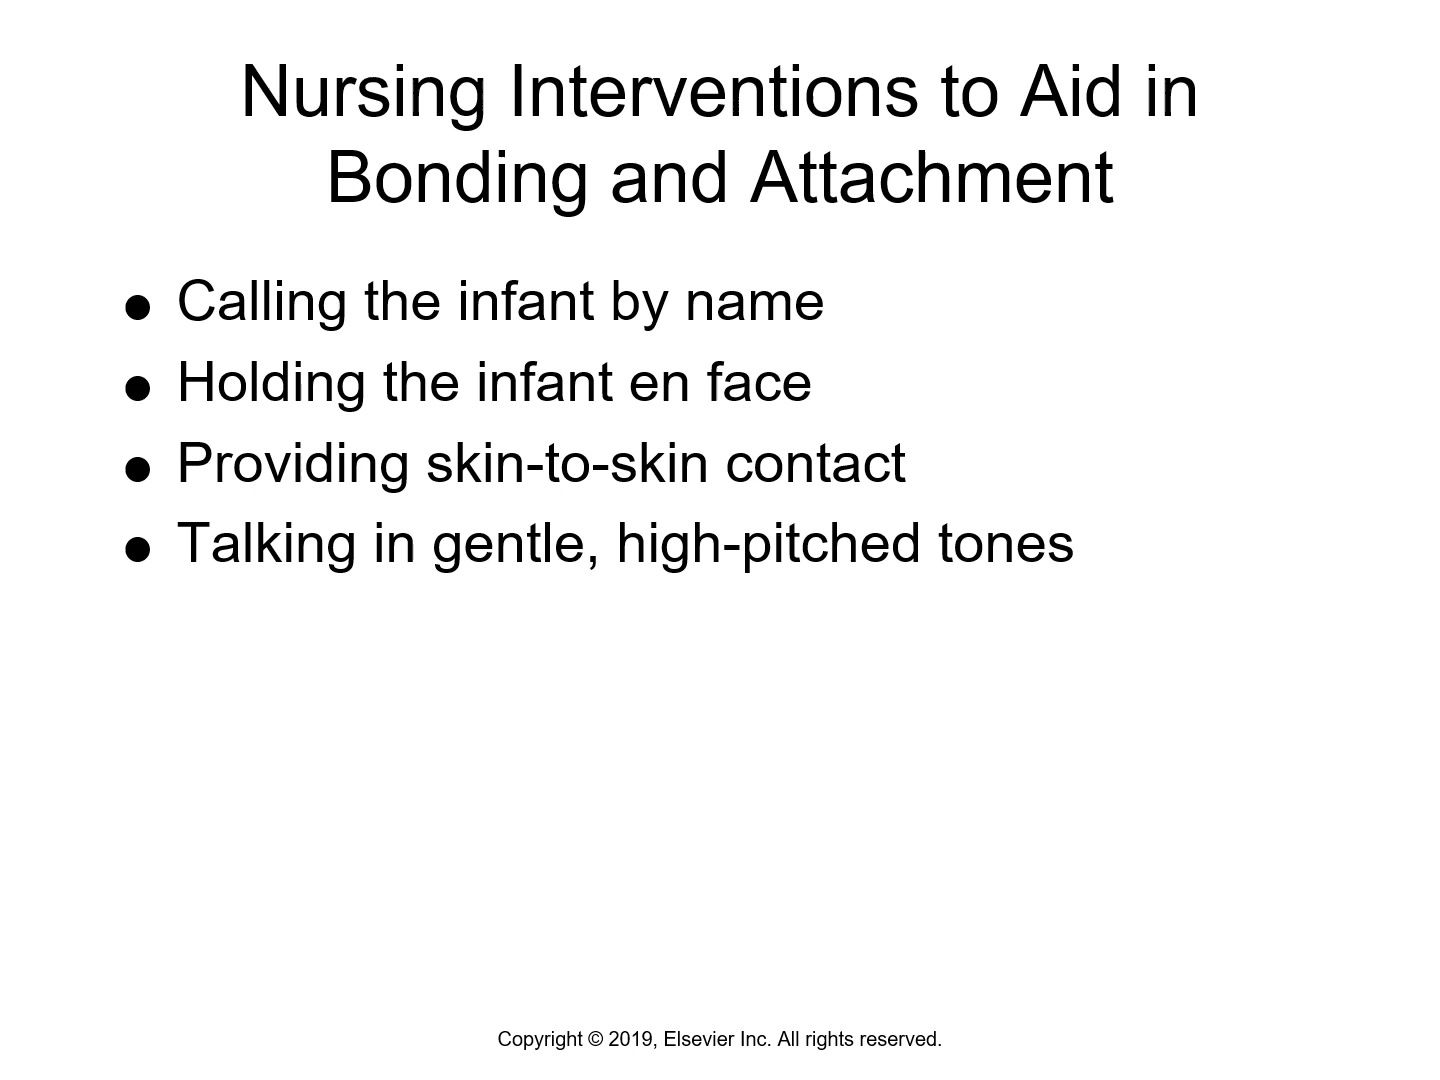 Nursing Interventions to Aid in
Bonding and Attachment
● Calling the infant by name
● Holding the infant en face
● Providing skin-to-skin contact
● Talking in gentle, high-pitched tones
Copyright © 2019, Elsevier Inc. All rights reserved.